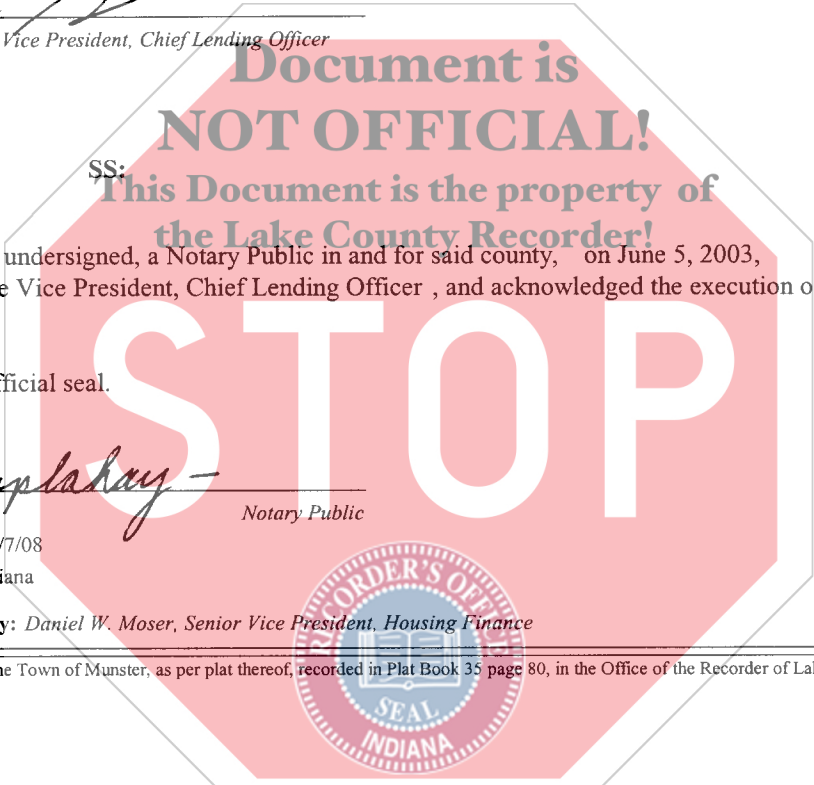 Vice President, Chief Lending Officer
Document is
NOT OFFICIAL!
SS:
This Document is the property of
the Lake County Recorder!
undersigned, a Notary Public in and for said county, on June 5, 2003,
e Vice President, Chief Lending Officer , and acknowledged the execution o
STOP
fficial seal.
Notary Public
/7/08
iana
y: Daniel W. Moser, Senior Vice President, Housing Finance
ne Town of Munster, as per plat thereof, recorded in Plat Book 35 page 80, in the Office of the Recorder of Lal
RECORDER'S OFFICE
SEAL
INDIANA